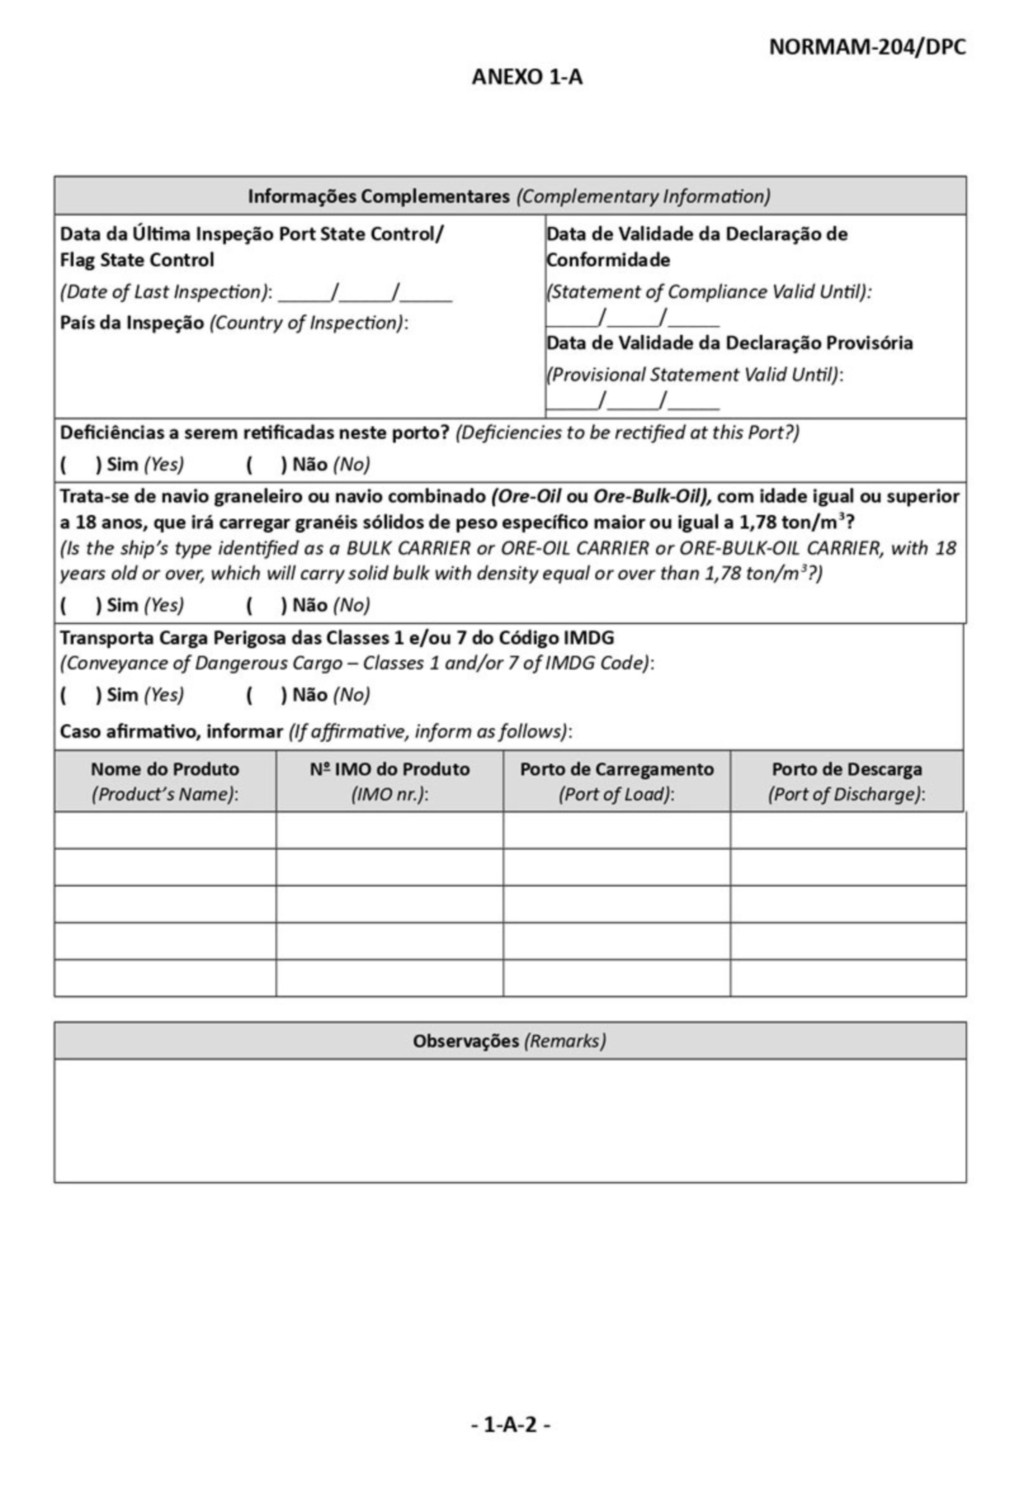 NORMAM-204/DPC
ANEXO 1-A
Informações Complementares (Complementary Information)
Data da Última Inspeção Port State Control/
Flag State Control
(Date of Last Inspection): _____/_____/_____
País da Inspeção (Country of Inspection):
Data de Validade da Declaração de
Conformidade
(Statement of Compliance Valid Until):
_____/_____/_____
Data de Validade da Declaração Provisória
(Provisional Statement Valid Until):
_____/_____/_____
Deficiências a serem retificadas neste porto? (Deficiencies to be rectified at this Port?)
(    ) Sim (Yes)    (    ) Não (No)
Trata-se de navio graneleiro ou navio combinado (Ore-Oil ou Ore-Bulk-Oil), com idade igual ou superior
a 18 anos, que irá carregar granéis sólidos de peso específico maior ou igual a 1,78 ton/m³?
(Is the ship's type identified as a BULK CARRIER or ORE-OIL CARRIER or ORE-BULK-OIL CARRIER, with 18
years old or over, which will carry solid bulk with density equal or over than 1,78 ton/m³?)
(    ) Sim (Yes)    (    ) Não (No)
Transporta Carga Perigosa das Classes 1 e/ou 7 do Código IMDG
(Conveyance of Dangerous Cargo – Classes 1 and/or 7 of IMDG Code):
(    ) Sim (Yes)    (    ) Não (No)
Caso afirmativo, informar (If affirmative, inform as follows):
Nome do Produto
(Product's Name):
Nº IMO do Produto
(IMO nr.):
Porto de Carregamento
(Port of Load):
Porto de Descarga
(Port of Discharge):
Observações (Remarks)
- 1-A-2 -